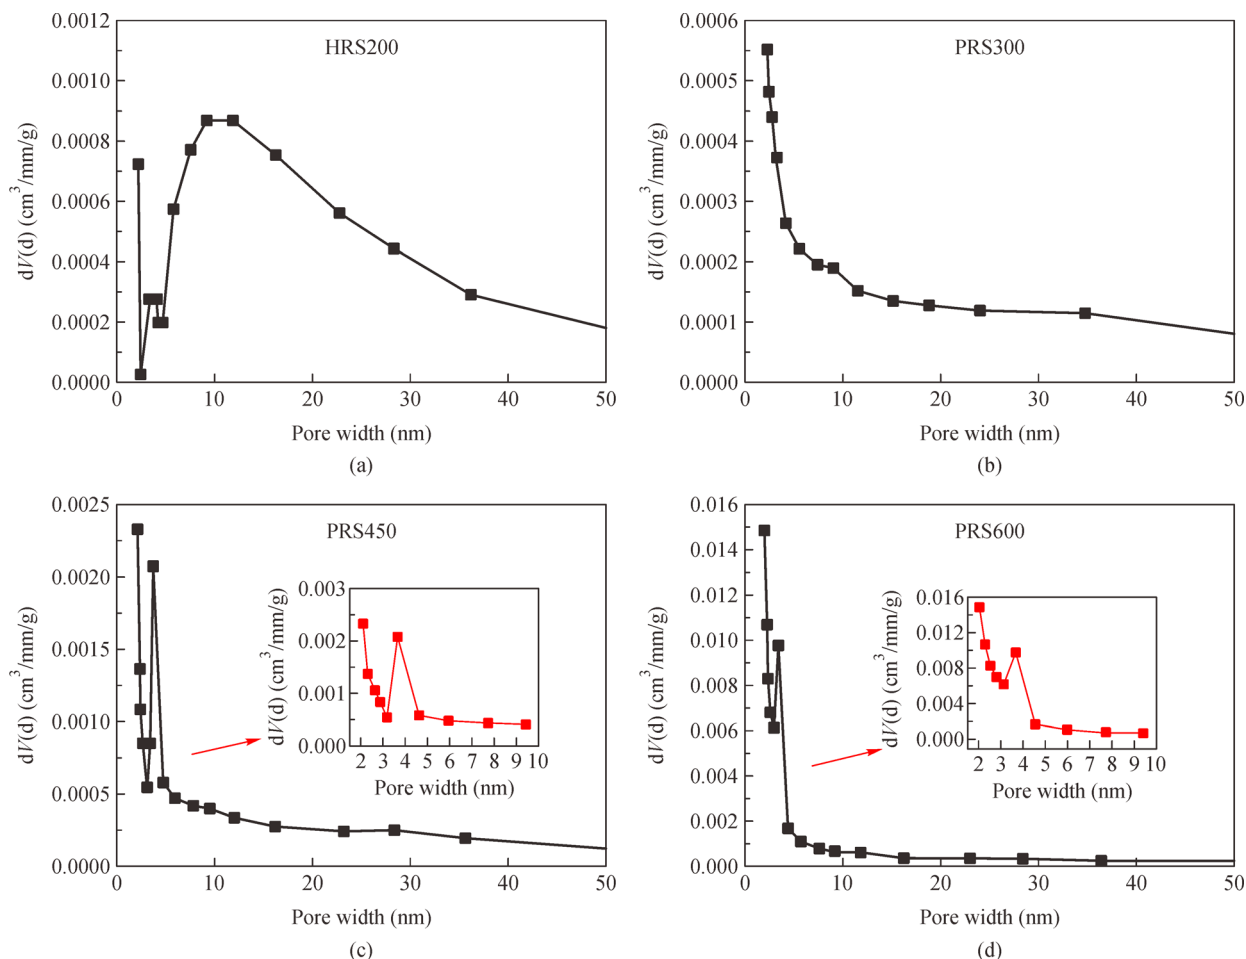 HRS200
0.0012
0.0010
0.0008
0.0006
0.0004
0.0002
0.0000
dV(d) (cm³/mm/g)
0 10 20 30 40 50
Pore width (nm)
(a)
PRS300
0.0006
0.0005
0.0004
0.0003
0.0002
0.0001
0.0000
dV(d) (cm³/mm/g)
0 10 20 30 40 50
Pore width (nm)
(b)
PRS450
0.0025
0.0020
0.0015
0.0010
0.0005
0.0000
dV(d) (cm³/mm/g)
0.003
0.002
0.001
0.000
dV(d) (cm³/mm/g)
2 3 4 5 6 7 8 9 10
Pore width (nm)
0 10 20 30 40 50
Pore width (nm)
(c)
PRS600
0.016
0.014
0.012
0.010
0.008
0.006
0.004
0.002
0.000
dV(d) (cm³/mm/g)
0.016
0.012
0.008
0.004
0.000
dV(d) (cm³/mm/g)
2 3 4 5 6 7 8 9 10
Pore width (nm)
0 10 20 30 40 50
Pore width (nm)
(d)